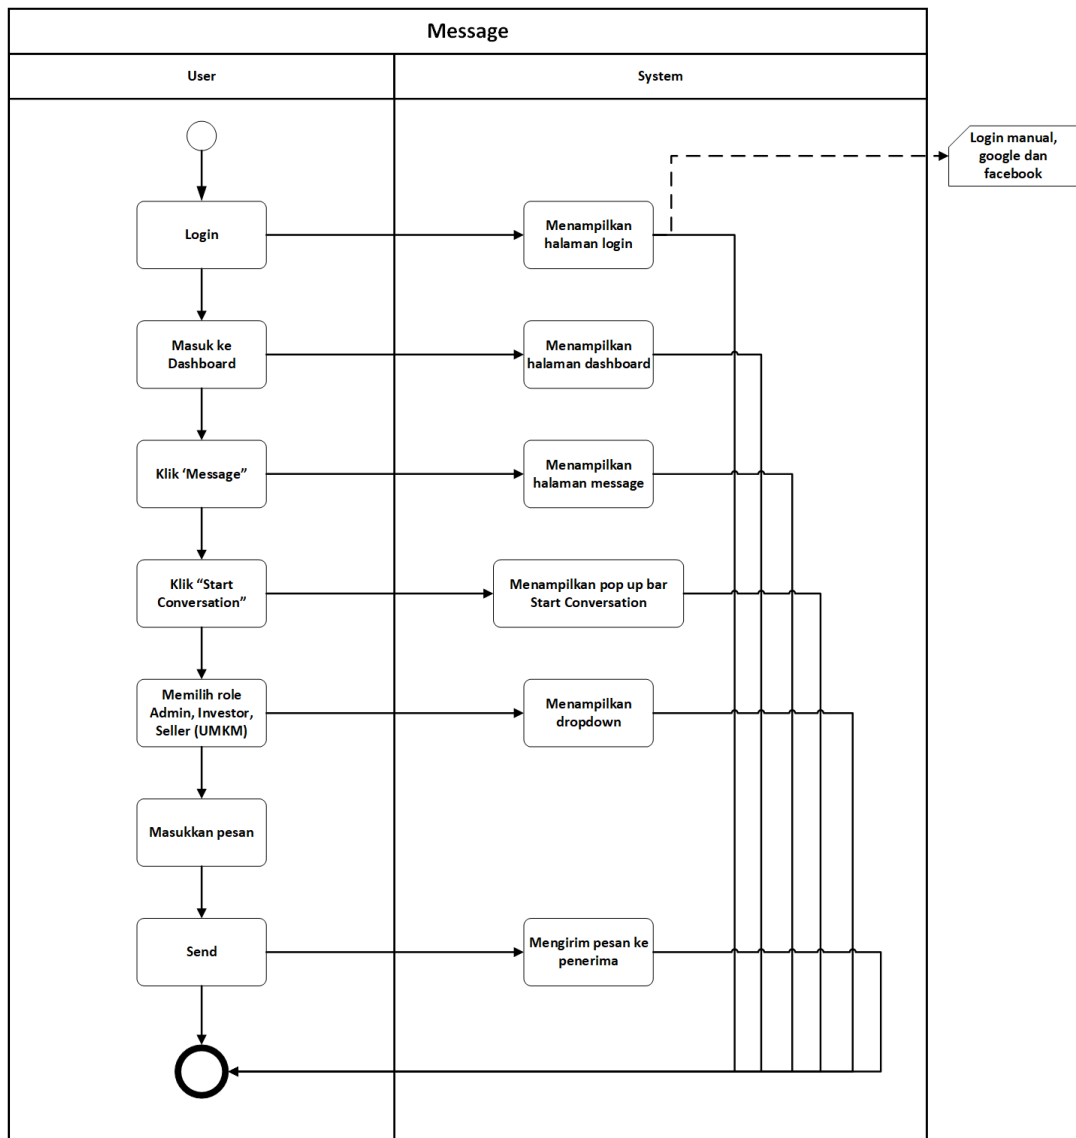 Message
User
System
Login manual,
google dan
facebook
Login
Menampilkan
halaman login
Masuk ke
Dashboard
Menampilkan
halaman dashboard
Klik ‘Message”
Menampilkan
halaman message
Klik “Start
Conversation”
Menampilkan pop up bar
Start Conversation
Memilih role
Admin, Investor,
Seller (UMKM)
Menampilkan
dropdown
Masukkan pesan
Send
Mengirim pesan ke
penerima